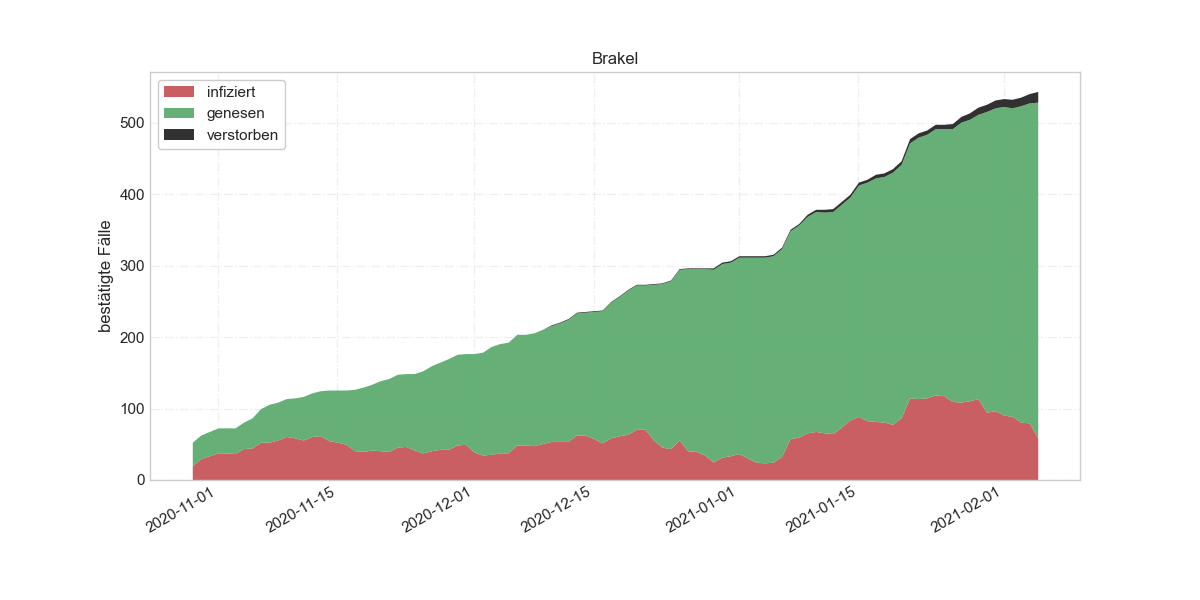 Brakel
infiziert
genesen
verstorben
bestätigte Fälle
500
400
300
200
100
0
2020-11-01
2020-11-15
2020-12-01
2020-12-15
2021-01-01
2021-01-15
2021-02-01